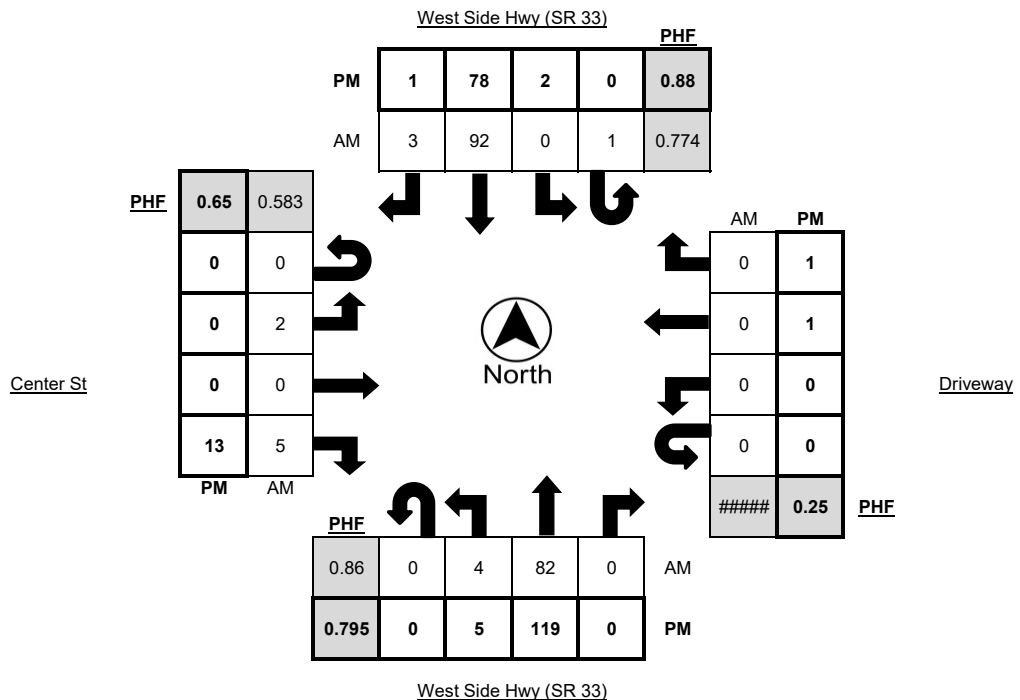 West Side Hwy (SR 33)
PHF
PM 1 78 2 0 0.88
AM 3 92 0 1 0.774
PHF 0.65 0.583
AM PM
0 0
0 1
0 2
0 1
North
Center St
0 0
0 0
Driveway
13 5
0 0
PM AM
##### 0.25 PHF
PHF
0.86 0 4 82 0 AM
0.795 0 5 119 0 PM
West Side Hwy (SR 33)